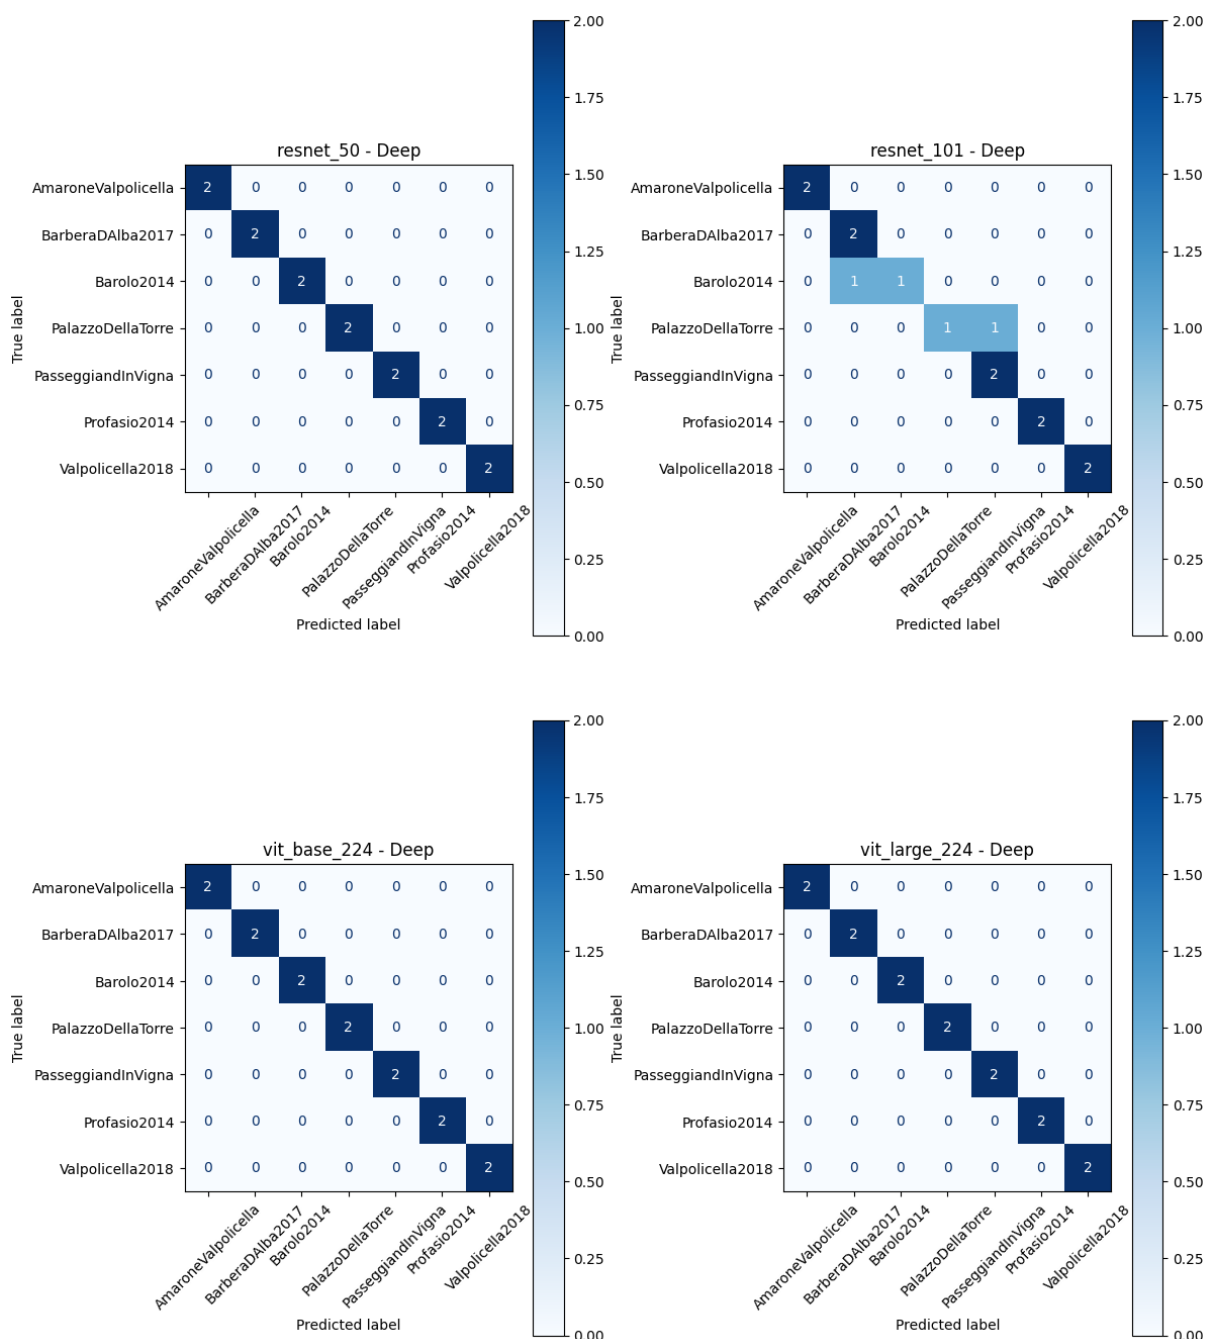 resnet_50 - Deep
True label
AmaroneValpolicella 2 0 0 0 0 0 0
BarberaDAlba2017 0 2 0 0 0 0 0
Barolo2014 0 0 2 0 0 0 0
PalazzoDellaTorre 0 0 0 2 0 0 0
PasseggiandInVigna 0 0 0 0 2 0 0
Profasio2014 0 0 0 0 0 2 0
Valpolicella2018 0 0 0 0 0 0 2
AmaroneValpolicella
BarberaDAlba2017
Barolo2014
PalazzoDellaTorre
PasseggiandInVigna
Profasio2014
Valpolicella2018
Predicted label
2.00
1.75
1.50
1.25
1.00
0.75
0.50
0.25
0.00
resnet_101 - Deep
True label
AmaroneValpolicella 2 0 0 0 0 0 0
BarberaDAlba2017 0 2 0 0 0 0 0
Barolo2014 0 1 1 0 0 0 0
PalazzoDellaTorre 0 0 0 1 1 0 0
PasseggiandInVigna 0 0 0 0 2 0 0
Profasio2014 0 0 0 0 0 2 0
Valpolicella2018 0 0 0 0 0 0 2
AmaroneValpolicella
BarberaDAlba2017
Barolo2014
PalazzoDellaTorre
PasseggiandInVigna
Profasio2014
Valpolicella2018
Predicted label
2.00
1.75
1.50
1.25
1.00
0.75
0.50
0.25
0.00
vit_base_224 - Deep
True label
AmaroneValpolicella 2 0 0 0 0 0 0
BarberaDAlba2017 0 2 0 0 0 0 0
Barolo2014 0 0 2 0 0 0 0
PalazzoDellaTorre 0 0 0 2 0 0 0
PasseggiandInVigna 0 0 0 0 2 0 0
Profasio2014 0 0 0 0 0 2 0
Valpolicella2018 0 0 0 0 0 0 2
AmaroneValpolicella
BarberaDAlba2017
Barolo2014
PalazzoDellaTorre
PasseggiandInVigna
Profasio2014
Valpolicella2018
Predicted label
2.00
1.75
1.50
1.25
1.00
0.75
0.50
0.25
0.00
vit_large_224 - Deep
True label
AmaroneValpolicella 2 0 0 0 0 0 0
BarberaDAlba2017 0 2 0 0 0 0 0
Barolo2014 0 0 2 0 0 0 0
PalazzoDellaTorre 0 0 0 2 0 0 0
PasseggiandInVigna 0 0 0 0 2 0 0
Profasio2014 0 0 0 0 0 2 0
Valpolicella2018 0 0 0 0 0 0 2
AmaroneValpolicella
BarberaDAlba2017
Barolo2014
PalazzoDellaTorre
PasseggiandInVigna
Profasio2014
Valpolicella2018
Predicted label
2.00
1.75
1.50
1.25
1.00
0.75
0.50
0.25
0.00